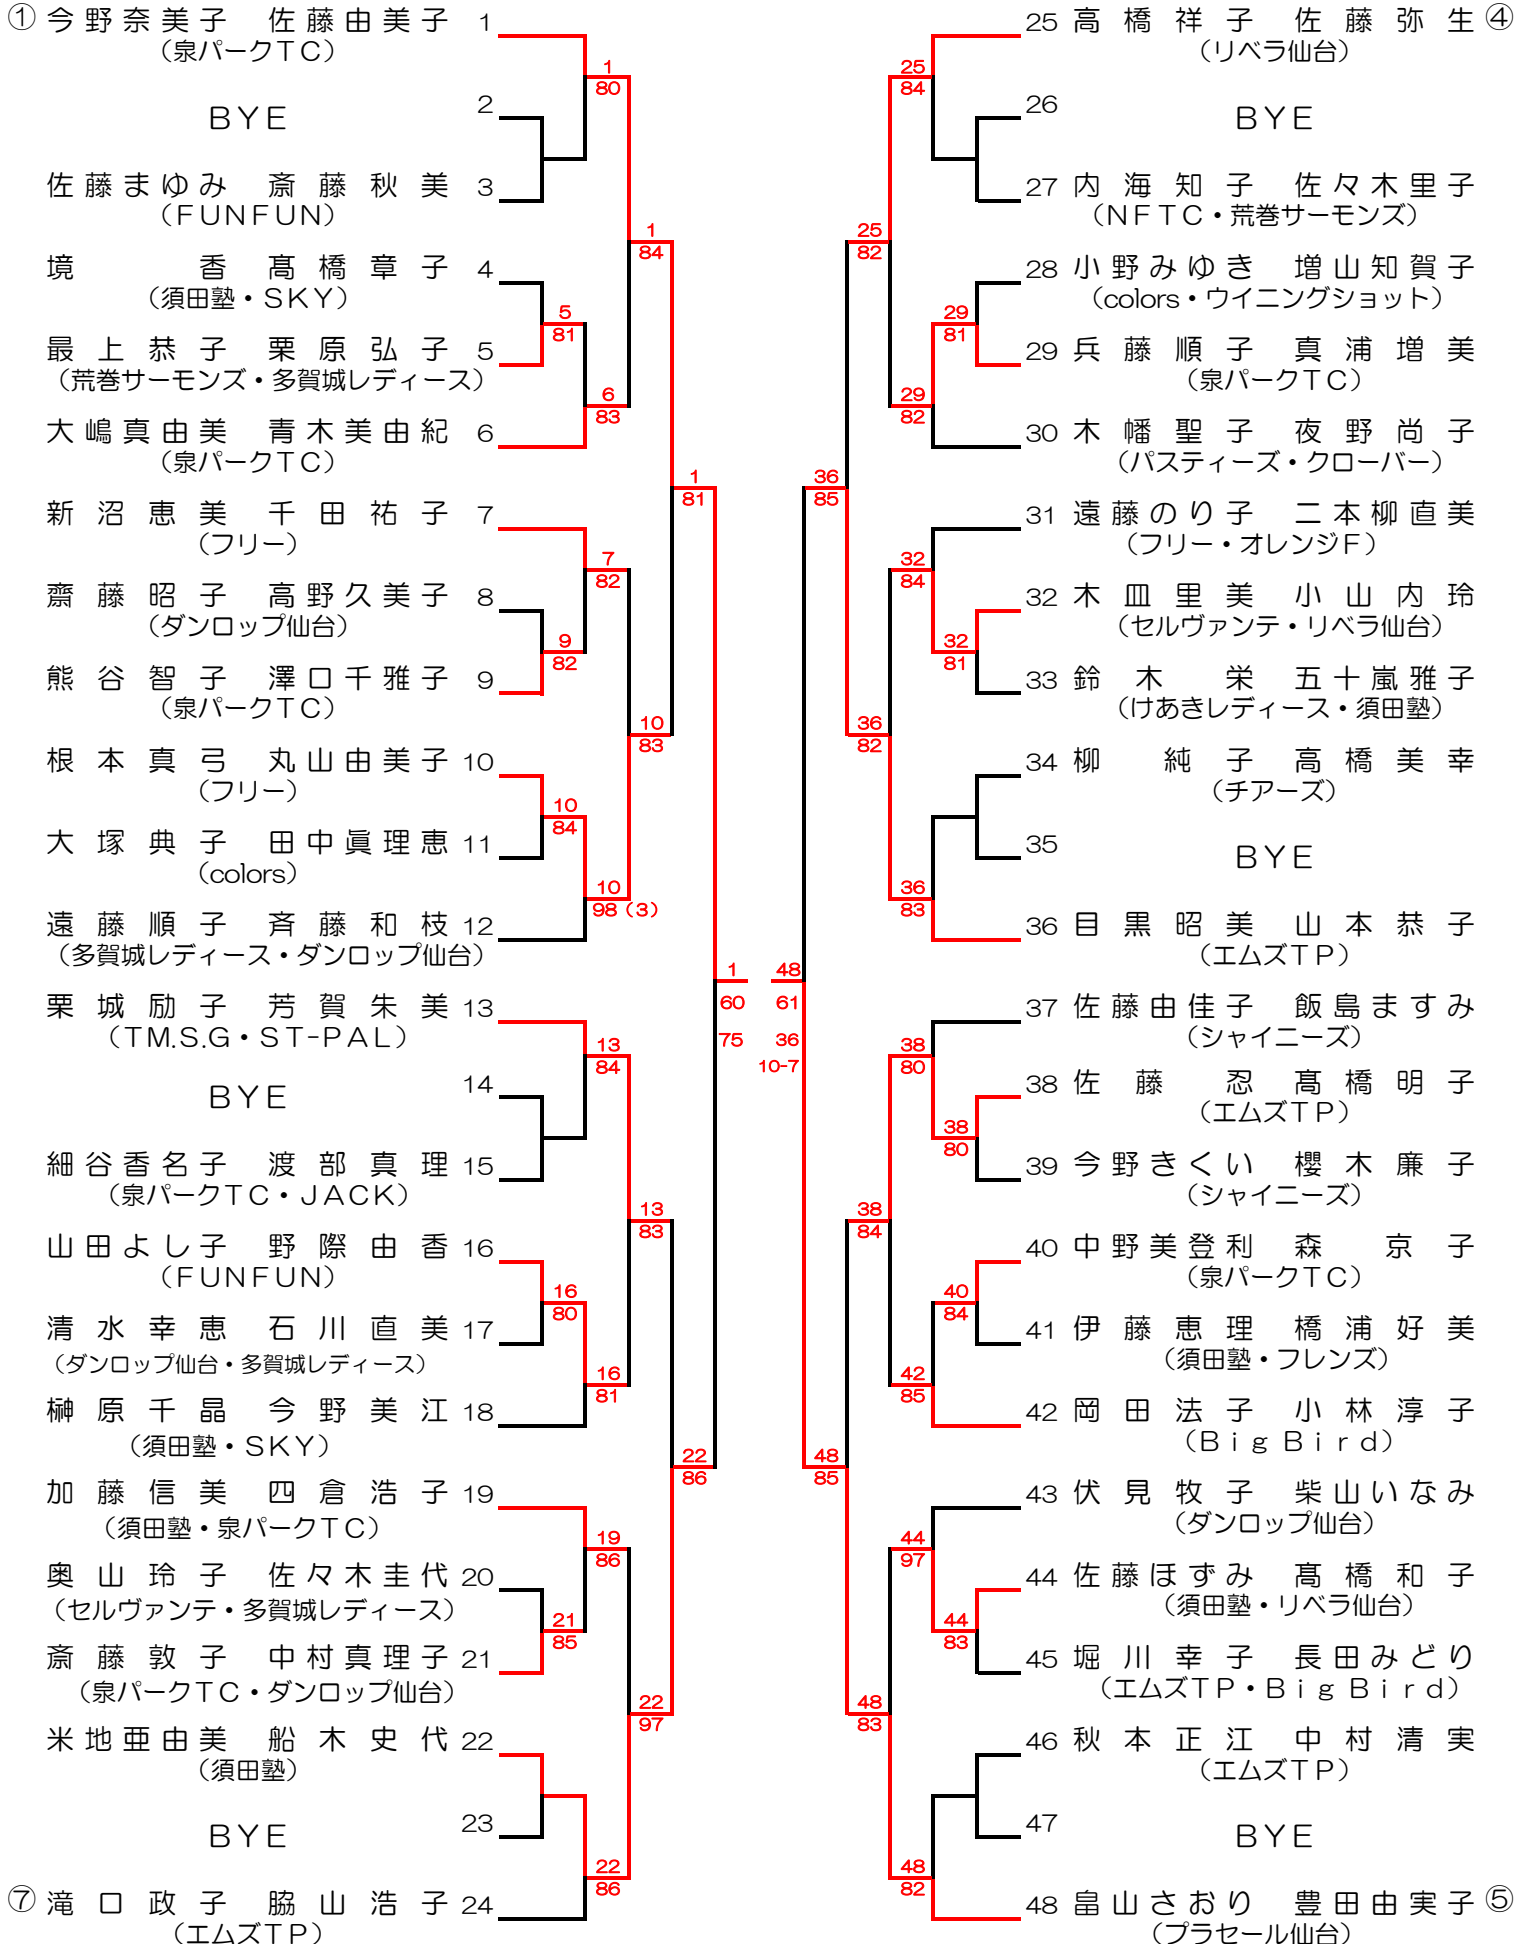 ① 今野奈美子 佐藤由美子 1
（泉パークＴＣ）
BYE 2
佐藤まゆみ 斎藤秋美 3
（ＦＵＮＦＵＮ）
境 香 髙橋章子 4
（須田塾・ＳＫＹ）
最上恭子 栗原弘子 5
（荒巻サーモンズ・多賀城レディース）
大嶋真由美 青木美由紀 6
（泉パークＴＣ）
新沼恵美 千田祐子 7
（フリー）
齋藤昭子 高野久美子 8
（ダンロップ仙台）
熊谷智子 澤口千雅子 9
（泉パークＴＣ）
根本真弓 丸山由美子 10
（フリー）
大塚典子 田中眞理恵 11
（colors）
遠藤順子 斉藤和枝 12
（多賀城レディース・ダンロップ仙台）
栗城励子 芳賀朱美 13
（TM.S.G・ST-PAL）
BYE 14
細谷香名子 渡部真理 15
（泉パークＴＣ・ＪＡＣＫ）
山田よし子 野際由香 16
（ＦＵＮＦＵＮ）
清水幸恵 石川直美 17
（ダンロップ仙台・多賀城レディース）
榊原千晶 今野美江 18
（須田塾・ＳＫＹ）
加藤信美 四倉浩子 19
（須田塾・泉パークＴＣ）
奥山玲子 佐々木圭代 20
（セルヴァンテ・多賀城レディース）
斎藤敦子 中村真理子 21
（泉パークＴＣ・ダンロップ仙台）
米地亜由美 船木史代 22
（須田塾）
BYE 23
⑦ 滝口政子 脇山浩子 24
（エムズＴＰ）
1
80
5
81
6
83
1
84
7
82
9
82
10
84
10
98（3）
10
83
1
81
13
84
16
80
16
81
13
83
19
86
21
85
22
86
22
97
22
86
1
60
75
48
61
36
10-7
25
84
29
81
29
82
25
82
32
84
32
81
36
83
36
82
36
85
38
80
38
80
40
84
42
85
38
84
44
97
44
83
48
82
48
83
48
85
25 高橋祥子 佐藤弥生 ④
（リベラ仙台）
26 BYE
27 内海知子 佐々木里子
（ＮＦＴＣ・荒巻サーモンズ）
28 小野みゆき 増山知賀子
（colors・ウイニングショット）
29 兵藤順子 真浦増美
（泉パークＴＣ）
30 木幡聖子 夜野尚子
（パスティーズ・クローバー）
31 遠藤のり子 二本柳直美
（フリー・オレンジＦ）
32 木皿里美 小山内玲
（セルヴァンテ・リベラ仙台）
33 鈴木栄 五十嵐雅子
（けあきレディース・須田塾）
34 柳純子 高橋美幸
（チアーズ）
35 BYE
36 目黒昭美 山本恭子
（エムズＴＰ）
37 佐藤由佳子 飯島ますみ
（シャイニーズ）
38 佐藤忍 髙橋明子
（エムズＴＰ）
39 今野きくい 櫻木廉子
（シャイニーズ）
40 中野美登利 森京子
（泉パークＴＣ）
41 伊藤恵理 橋浦好美
（須田塾・フレンズ）
42 岡田法子 小林淳子
（Ｂｉｇ Ｂｉｒｄ）
43 伏見牧子 柴山いなみ
（ダンロップ仙台）
44 佐藤ほずみ 髙橋和子
（須田塾・リベラ仙台）
45 堀川幸子 長田みどり
（エムズＴＰ・Ｂｉｇ Ｂｉｒｄ）
46 秋本正江 中村清実
（エムズＴＰ）
47 BYE
48 畠山さおり 豊田由実子 ⑤
（プラセール仙台）